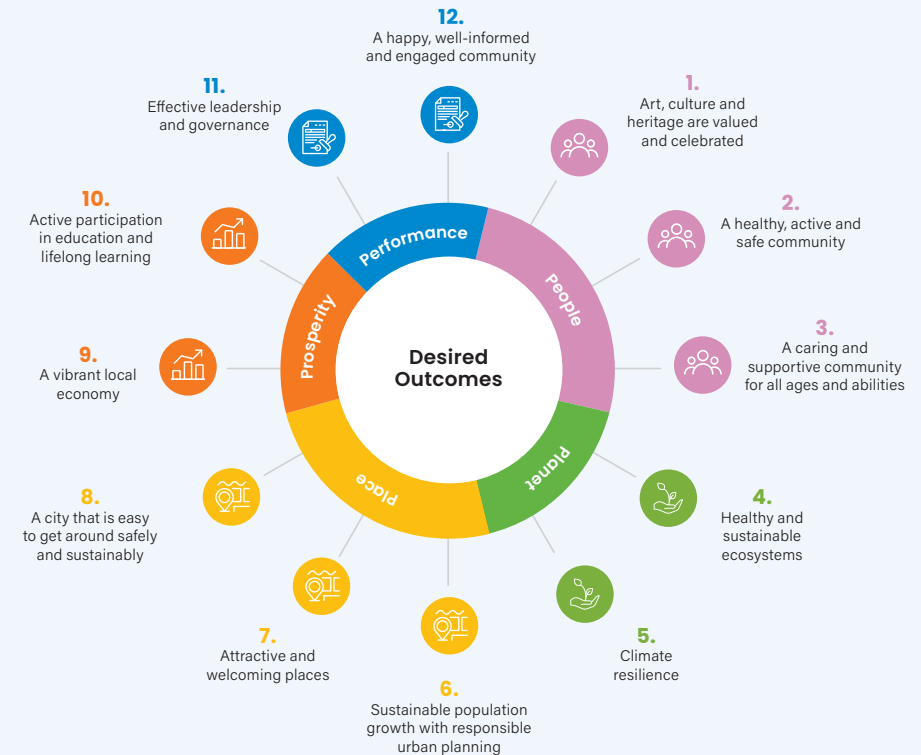 12.
A happy, well-informed
and engaged community
1.
Art, culture and
heritage are valued
and celebrated
2.
A healthy, active and
safe community
3.
A caring and
supportive community
for all ages and abilities
4.
Healthy and
sustainable
ecosystems
5.
Climate
resilience
6.
Sustainable population
growth with responsible
urban planning
7.
Attractive and
welcoming places
8.
A city that is easy
to get around safely
and sustainably
9.
A vibrant local
economy
10.
Active participation
in education and
lifelong learning
11.
Effective leadership
and governance
Performance
People
Planet
Place
Prosperity
Desired
Outcomes